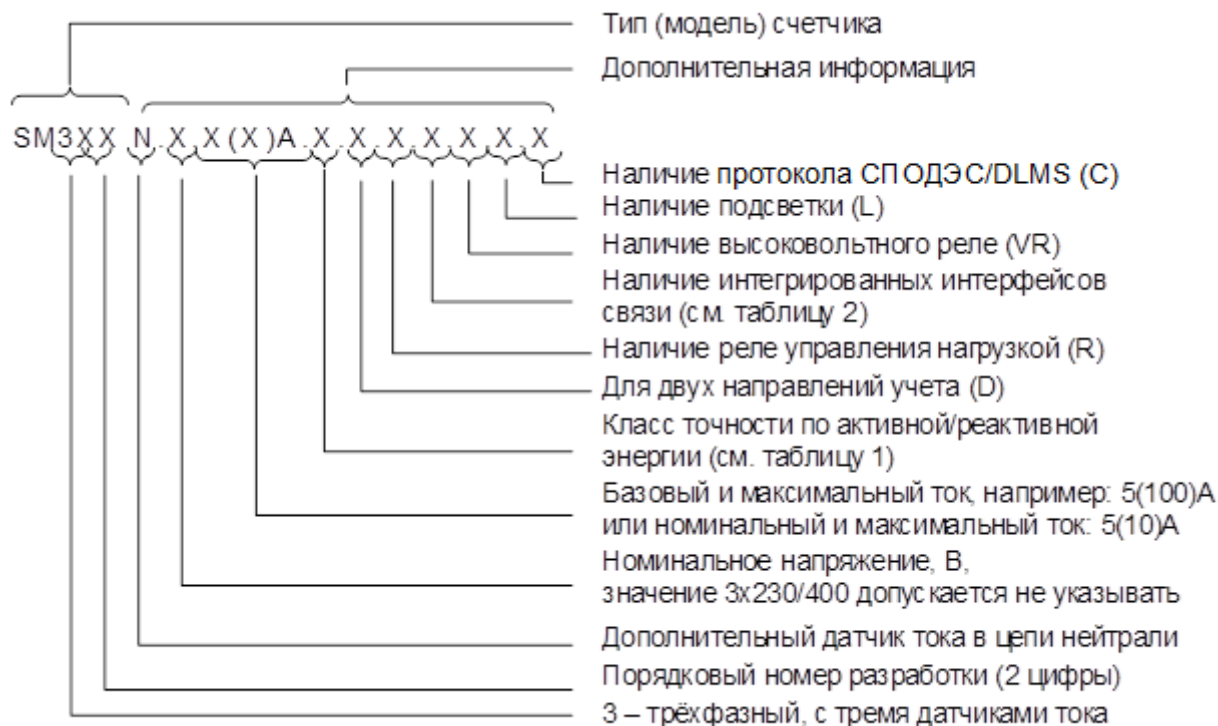 Тип (модель) счетчика
Дополнительная информация
SM3XX N.X.X(X)A.X.X.X.X.X.X.X
Наличие протокола СПОДЭС/DLMS (C)
Наличие подсветки (L)
Наличие высоковольтного реле (VR)
Наличие интегрированных интерфейсов
связи (см. таблицу 2)
Наличие реле управления нагрузкой (R)
Для двух направлений учета (D)
Класс точности по активной/реактивной
энергии (см. таблицу 1)
Базовый и максимальный ток, например: 5(100)А
или номинальный и максимальный ток: 5(10)А
Номинальное напряжение, В,
значение 3х230/400 допускается не указывать
Дополнительный датчик тока в цепи нейтрали
Порядковый номер разработки (2 цифры)
3 – трёхфазный, с тремя датчиками тока